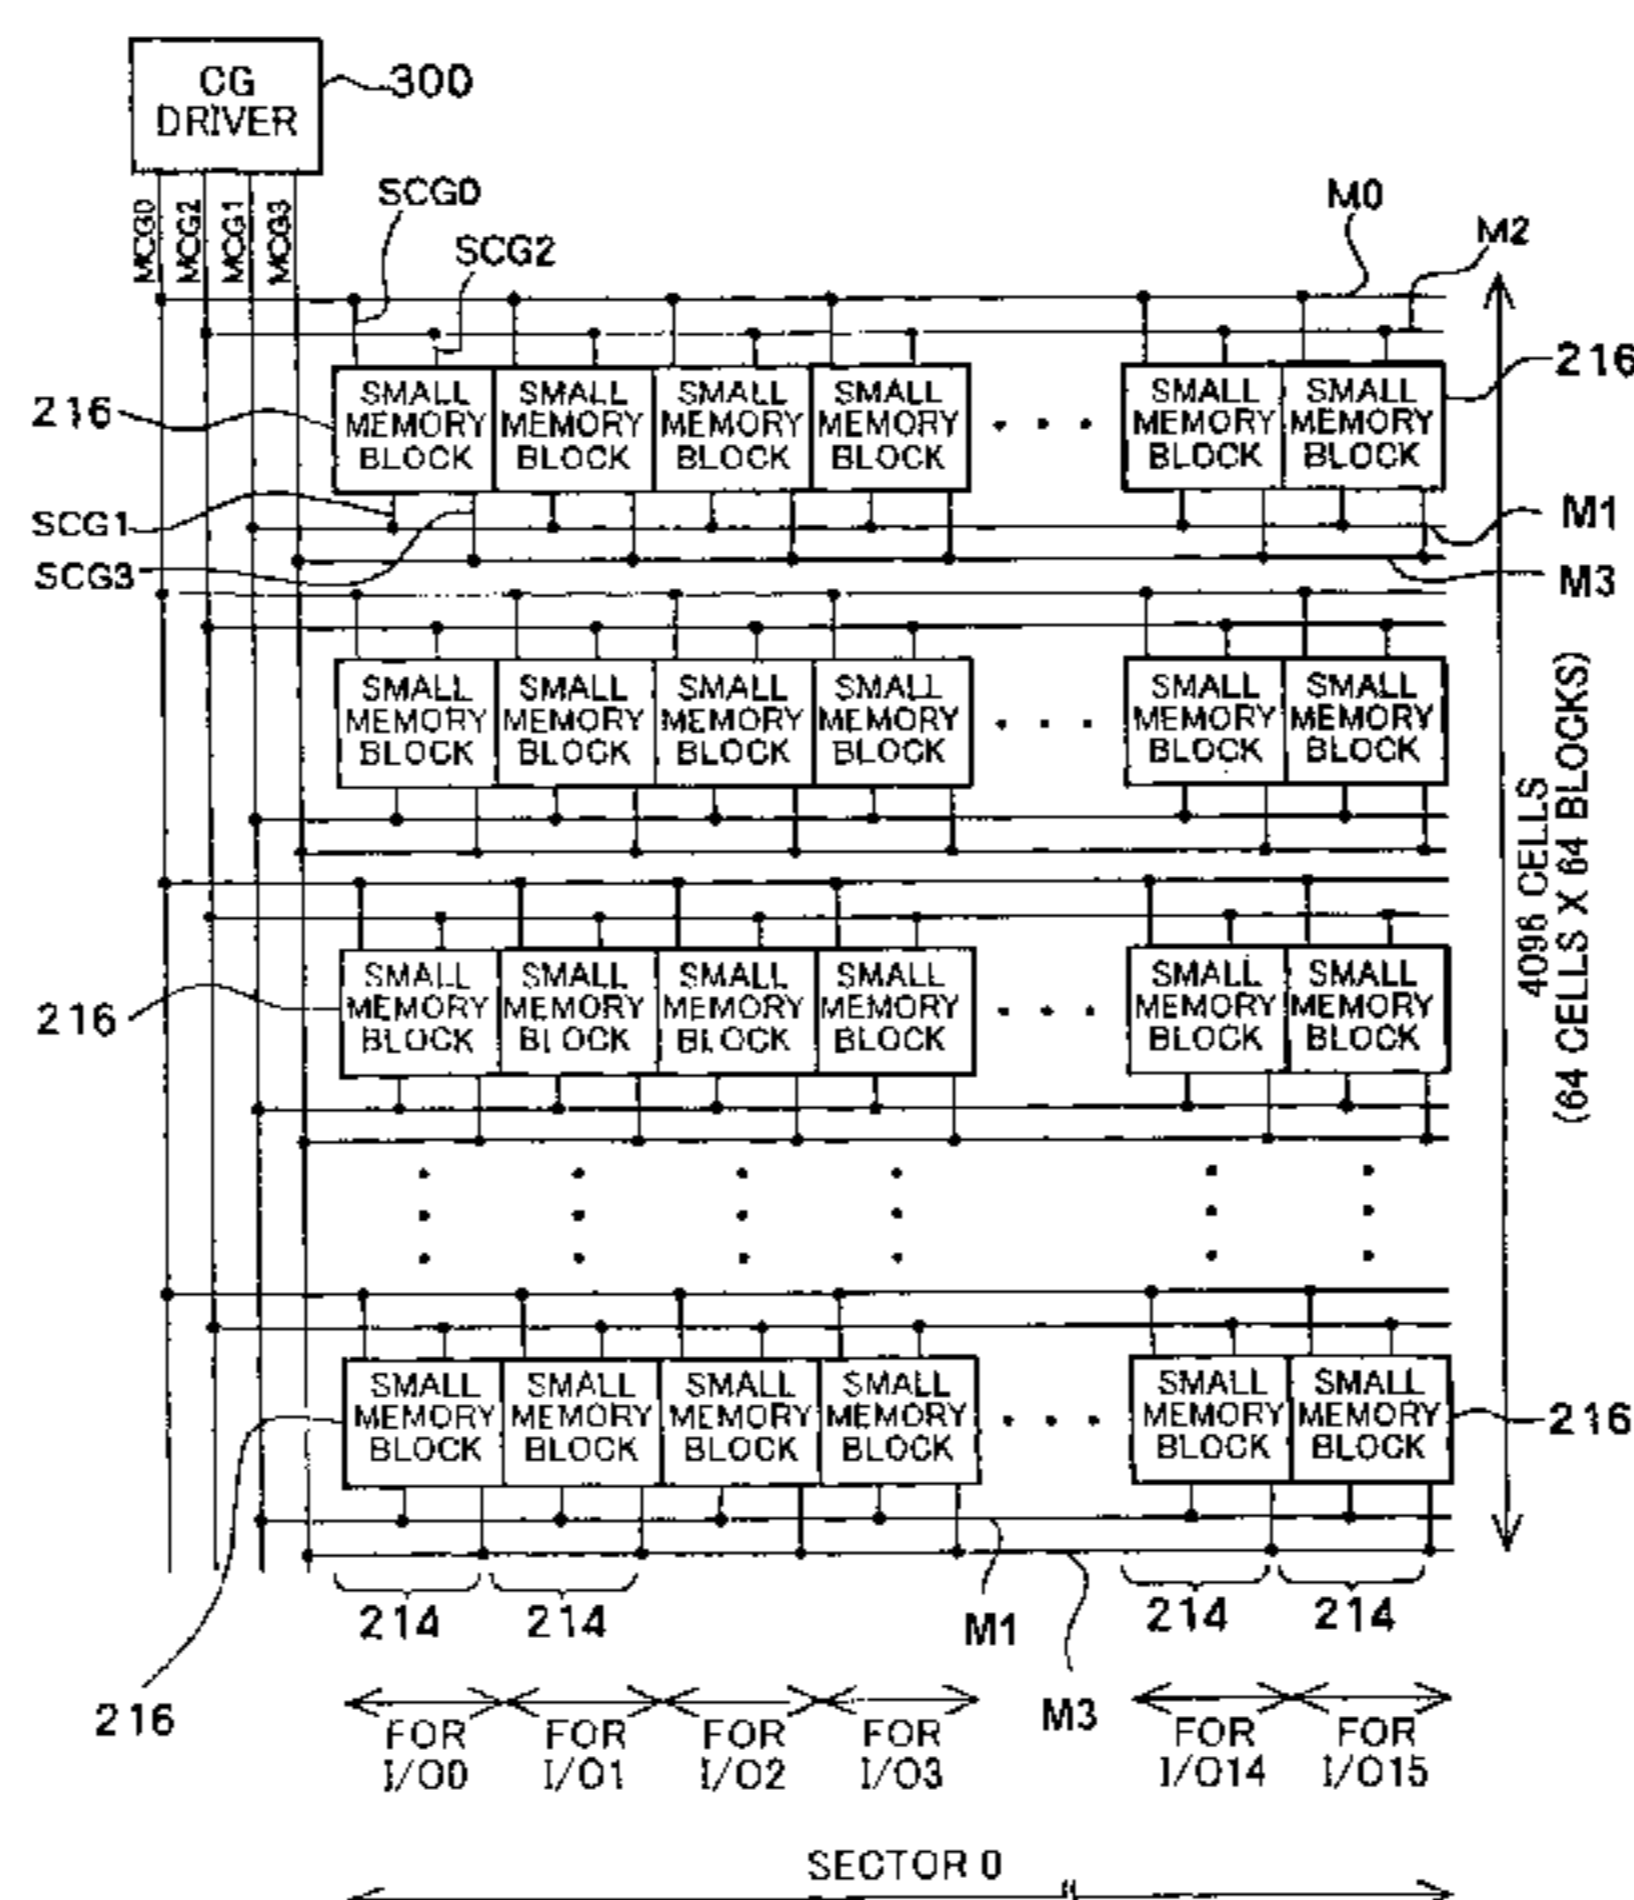 CG
DRIVER
300
MCG0
MCG2
MCG1
MCG3
SCG0
SCG2
M0
M2
216
216
SMALL MEMORY BLOCK
SMALL MEMORY BLOCK
SMALL MEMORY BLOCK
SMALL MEMORY BLOCK
SMALL MEMORY BLOCK
SMALL MEMORY BLOCK
SCG1
SCG3
M1
M3
SMALL MEMORY BLOCK
SMALL MEMORY BLOCK
SMALL MEMORY BLOCK
SMALL MEMORY BLOCK
SMALL MEMORY BLOCK
SMALL MEMORY BLOCK
4096 CELLS
(64 CELLS X 64 BLOCKS)
216
SMALL MEMORY BLOCK
SMALL MEMORY BLOCK
SMALL MEMORY BLOCK
SMALL MEMORY BLOCK
SMALL MEMORY BLOCK
SMALL MEMORY BLOCK
SMALL MEMORY BLOCK
SMALL MEMORY BLOCK
SMALL MEMORY BLOCK
SMALL MEMORY BLOCK
SMALL MEMORY BLOCK
SMALL MEMORY BLOCK
216
214
214
M1
214
214
216
M3
FOR I/O0
FOR I/O1
FOR I/O2
FOR I/O3
FOR I/O14
FOR I/O15
SECTOR 0